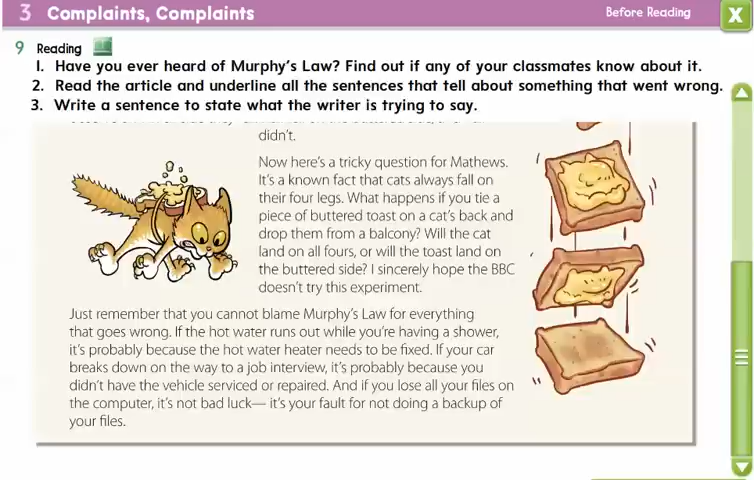 3 Complaints, Complaints
Before Reading
X
9 Reading
1. Have you ever heard of Murphy's Law? Find out if any of your classmates know about it.
2. Read the article and underline all the sentences that tell about something that went wrong.
3. Write a sentence to state what the writer is trying to say.
didn't.
Now here's a tricky question for Mathews.
It's a known fact that cats always fall on
their four legs. What happens if you tie a
piece of buttered toast on a cat's back and
drop them from a balcony? Will the cat
land on all fours, or will the toast land on
the buttered side? I sincerely hope the BBC
doesn't try this experiment.
Just remember that you cannot blame Murphy's Law for everything
that goes wrong. If the hot water runs out while you're having a shower,
it's probably because the hot water heater needs to be fixed. If your car
breaks down on the way to a job interview, it's probably because you
didn't have the vehicle serviced or repaired. And if you lose all your files on
the computer, it's not bad luck— it's your fault for not doing a backup of
your files.